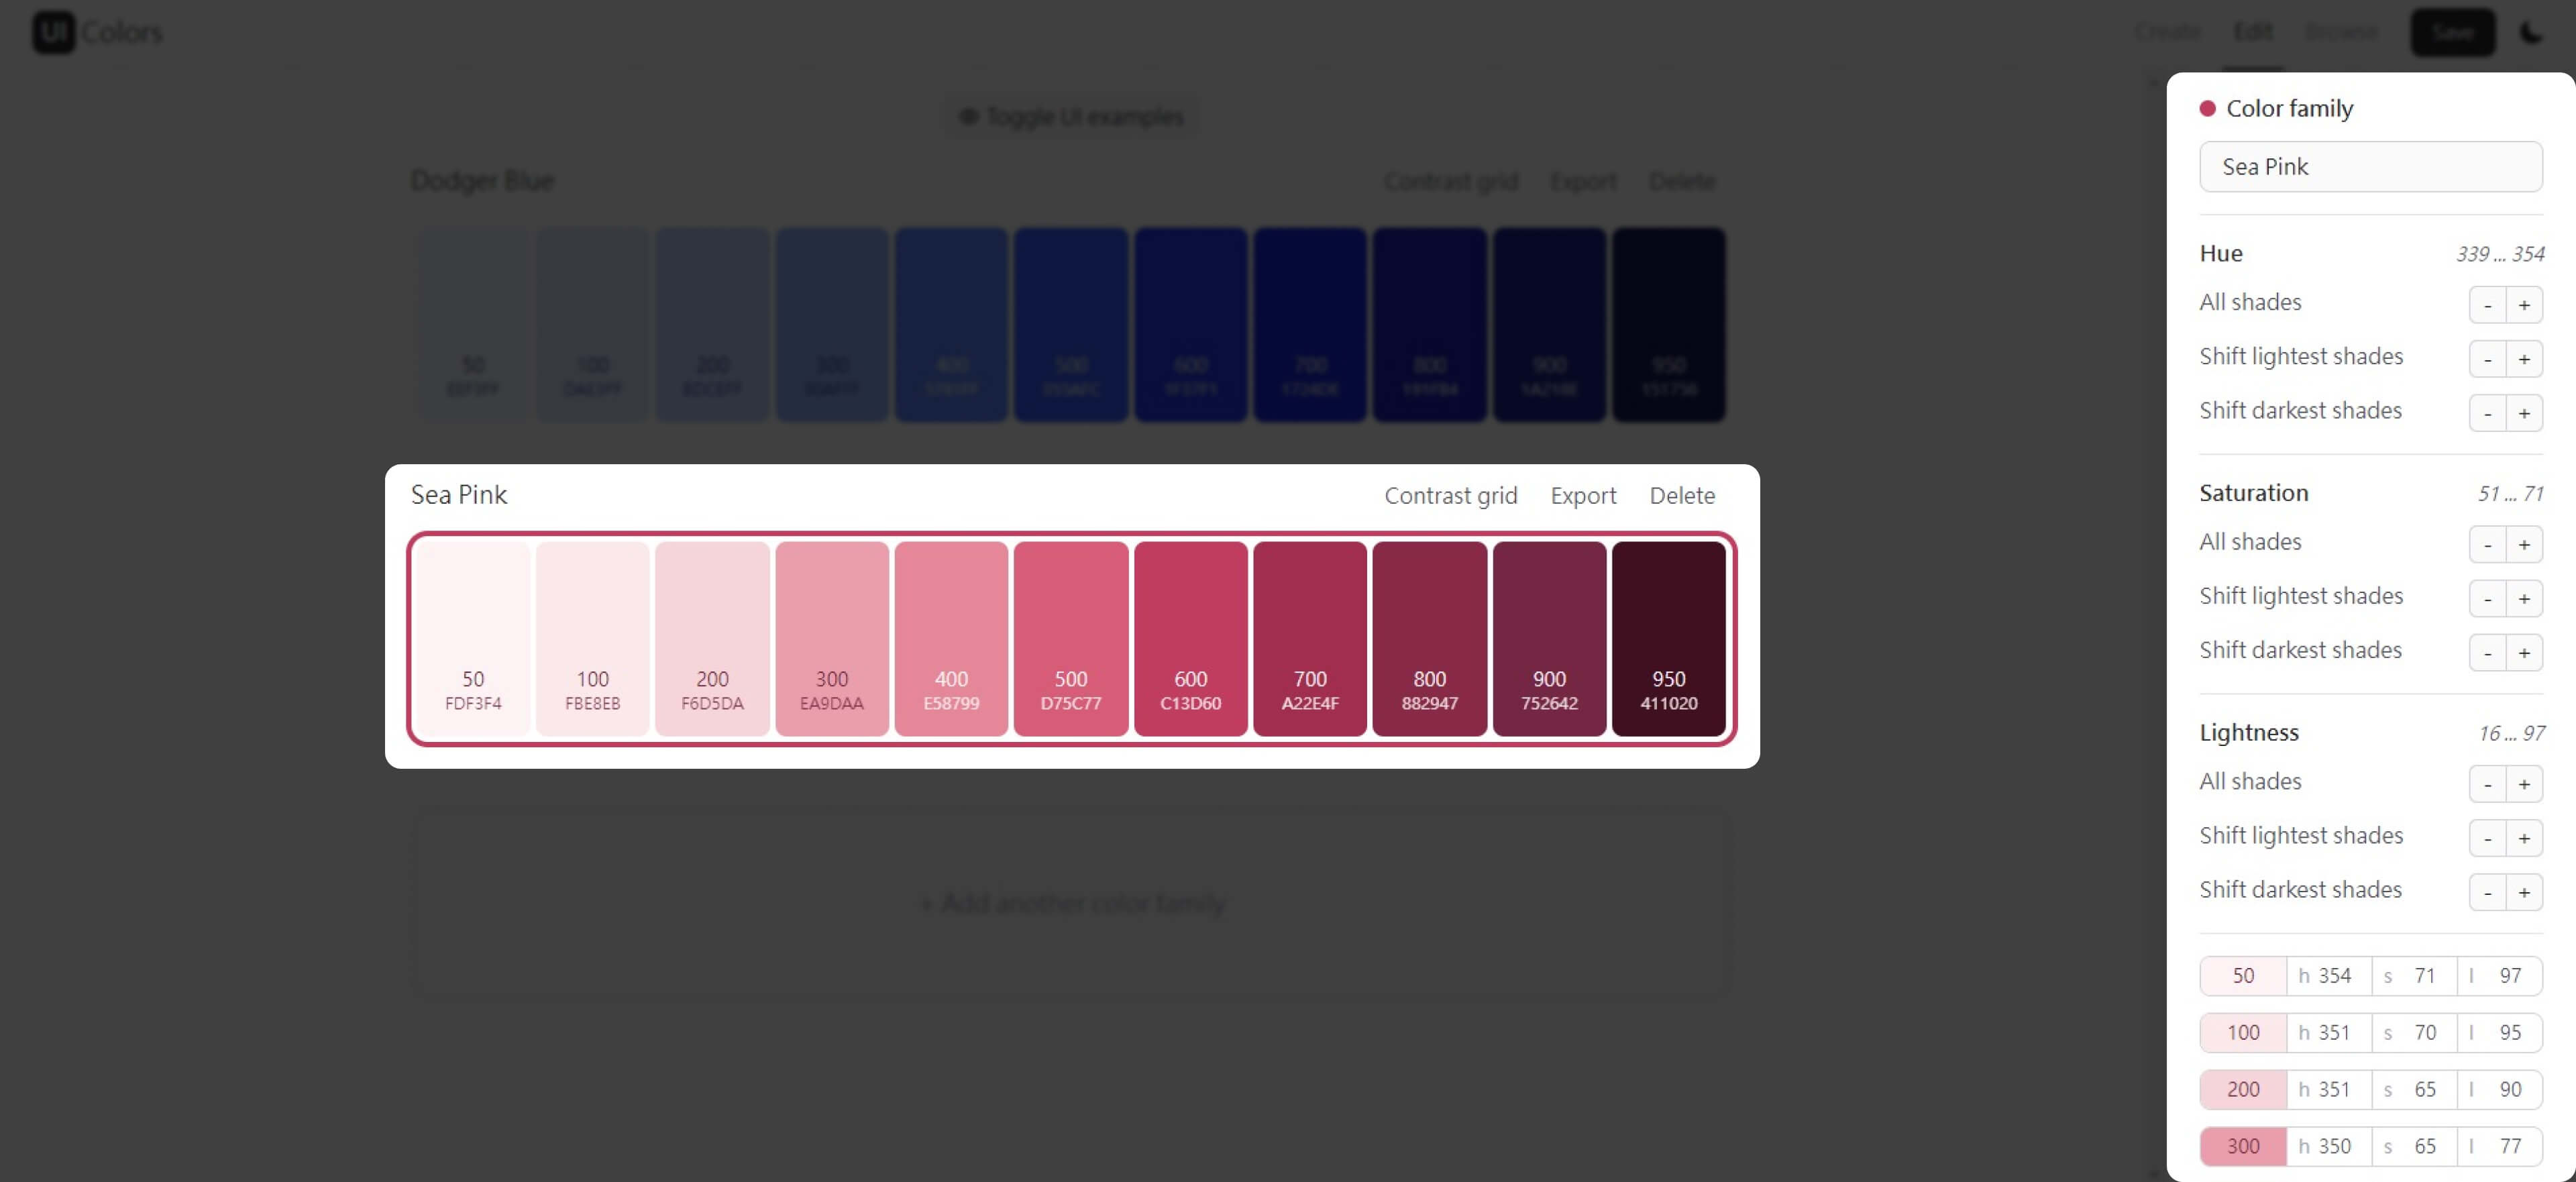 UI Colors
Create Edit Browse Save
Toggle UI examples
Dodger Blue
Contrast grid Export Delete
50 100 200 300 400 500 600 700 800 900 950
Sea Pink
Contrast grid Export Delete
50 100 200 300 400 500 600 700 800 900 950
FDF3F4 FBE8EB F6D5DA EA9DAA E58799 D75C77 C13D60 A22E4F 882947 752642 411020
+ Add another color family
Color family
Sea Pink
Hue 339 ... 354
All shades - +
Shift lightest shades - +
Shift darkest shades - +
Saturation 51 ... 71
All shades - +
Shift lightest shades - +
Shift darkest shades - +
Lightness 16 ... 97
All shades - +
Shift lightest shades - +
Shift darkest shades - +
50 h 354 s 71 l 97
100 h 351 s 70 l 95
200 h 351 s 65 l 90
300 h 350 s 65 l 77